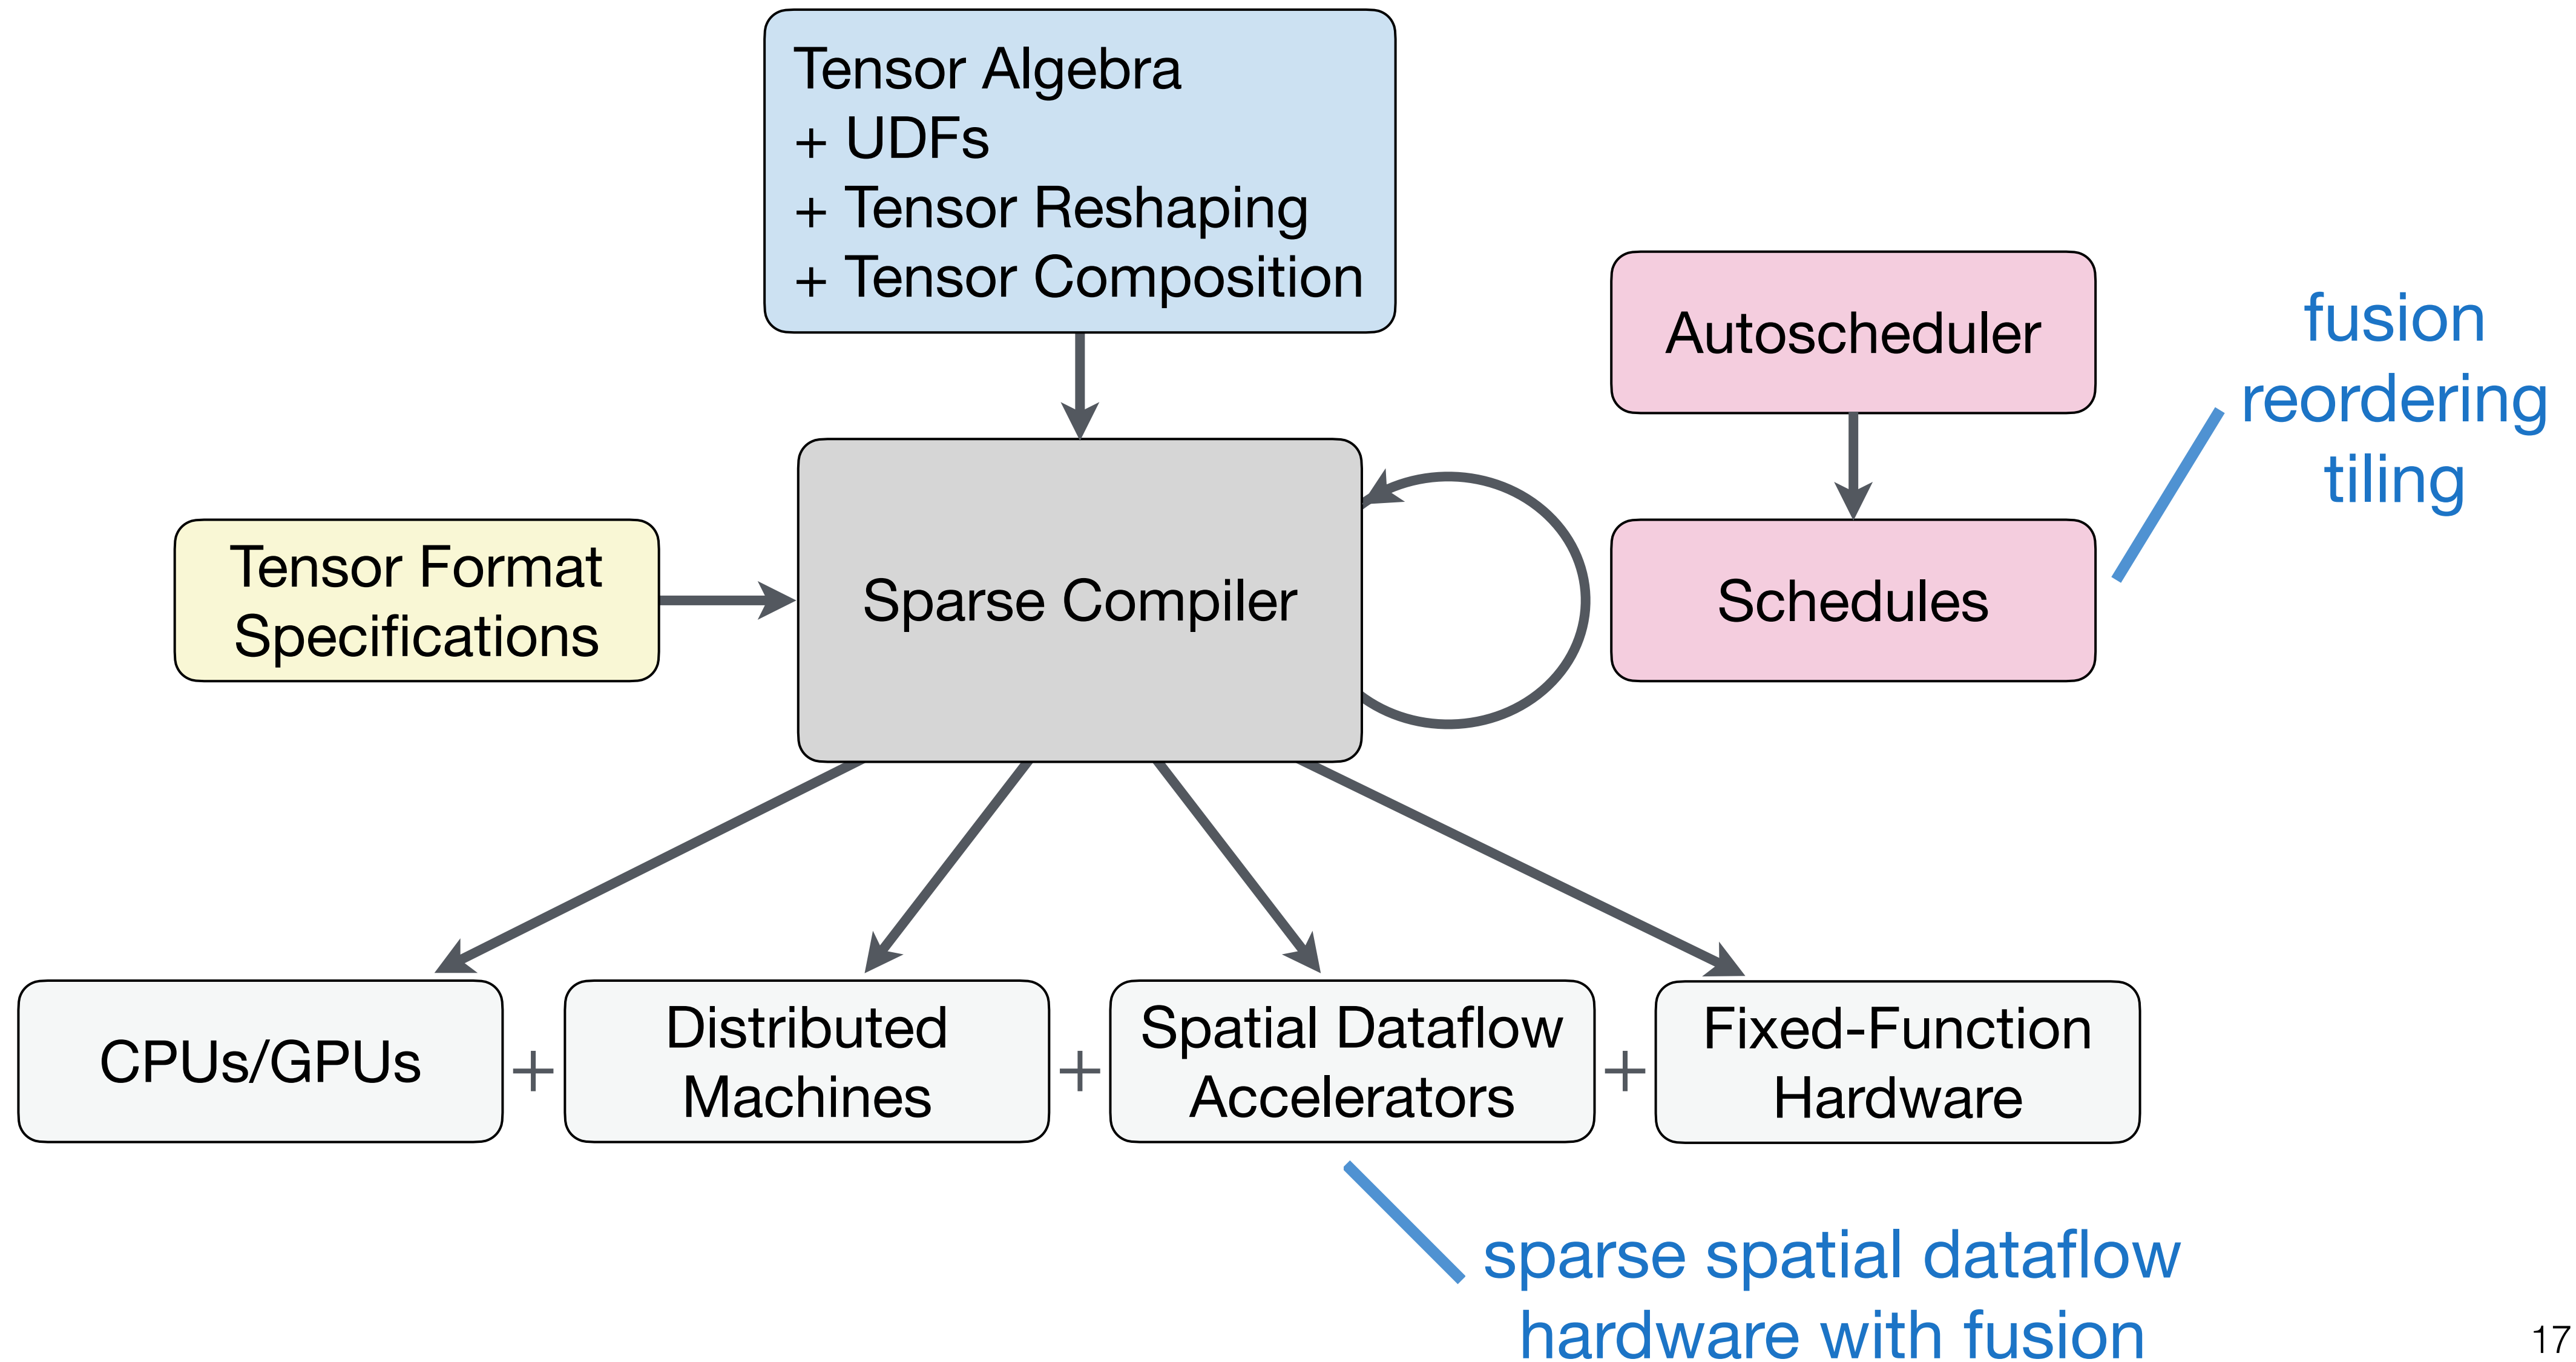 Tensor Algebra
+ UDFs
+ Tensor Reshaping
+ Tensor Composition
Autoscheduler
fusion
reordering
tiling
Tensor Format
Specifications
Sparse Compiler
Schedules
CPUs/GPUs
+
Distributed
Machines
+
Spatial Dataflow
Accelerators
+
Fixed-Function
Hardware
sparse spatial dataflow
hardware with fusion
17